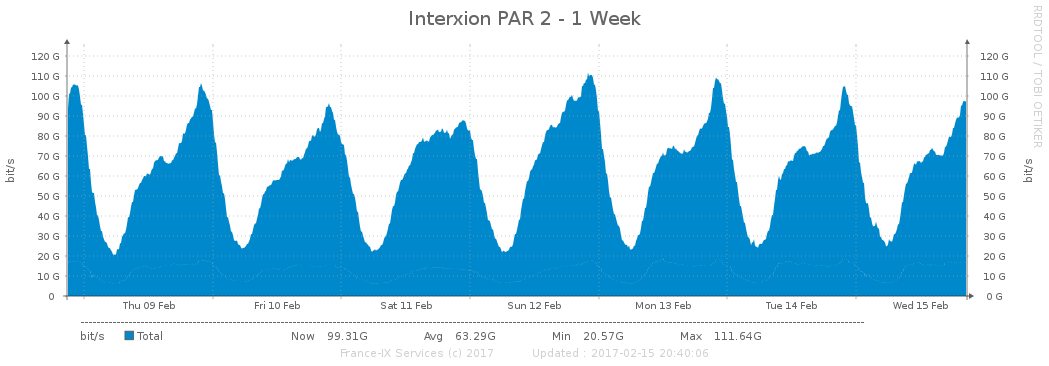 Interxion PAR 2 - 1 Week
RRDTOOL / TOBI OETIKER
bit/s
120 G 120 G
110 G 110 G
100 G 100 G
90 G 90 G
80 G 80 G
70 G 70 G
60 G 60 G
50 G 50 G
40 G 40 G
30 G 30 G
20 G 20 G
10 G 10 G
0 0 G
bit/s
Thu 09 Feb Fri 10 Feb Sat 11 Feb Sun 12 Feb Mon 13 Feb Tue 14 Feb Wed 15 Feb
bit/s Total Now 99.31G Avg 63.29G Min 20.57G Max 111.64G
France-IX Services (c) 2017 Updated : 2017-02-15 20:40:06